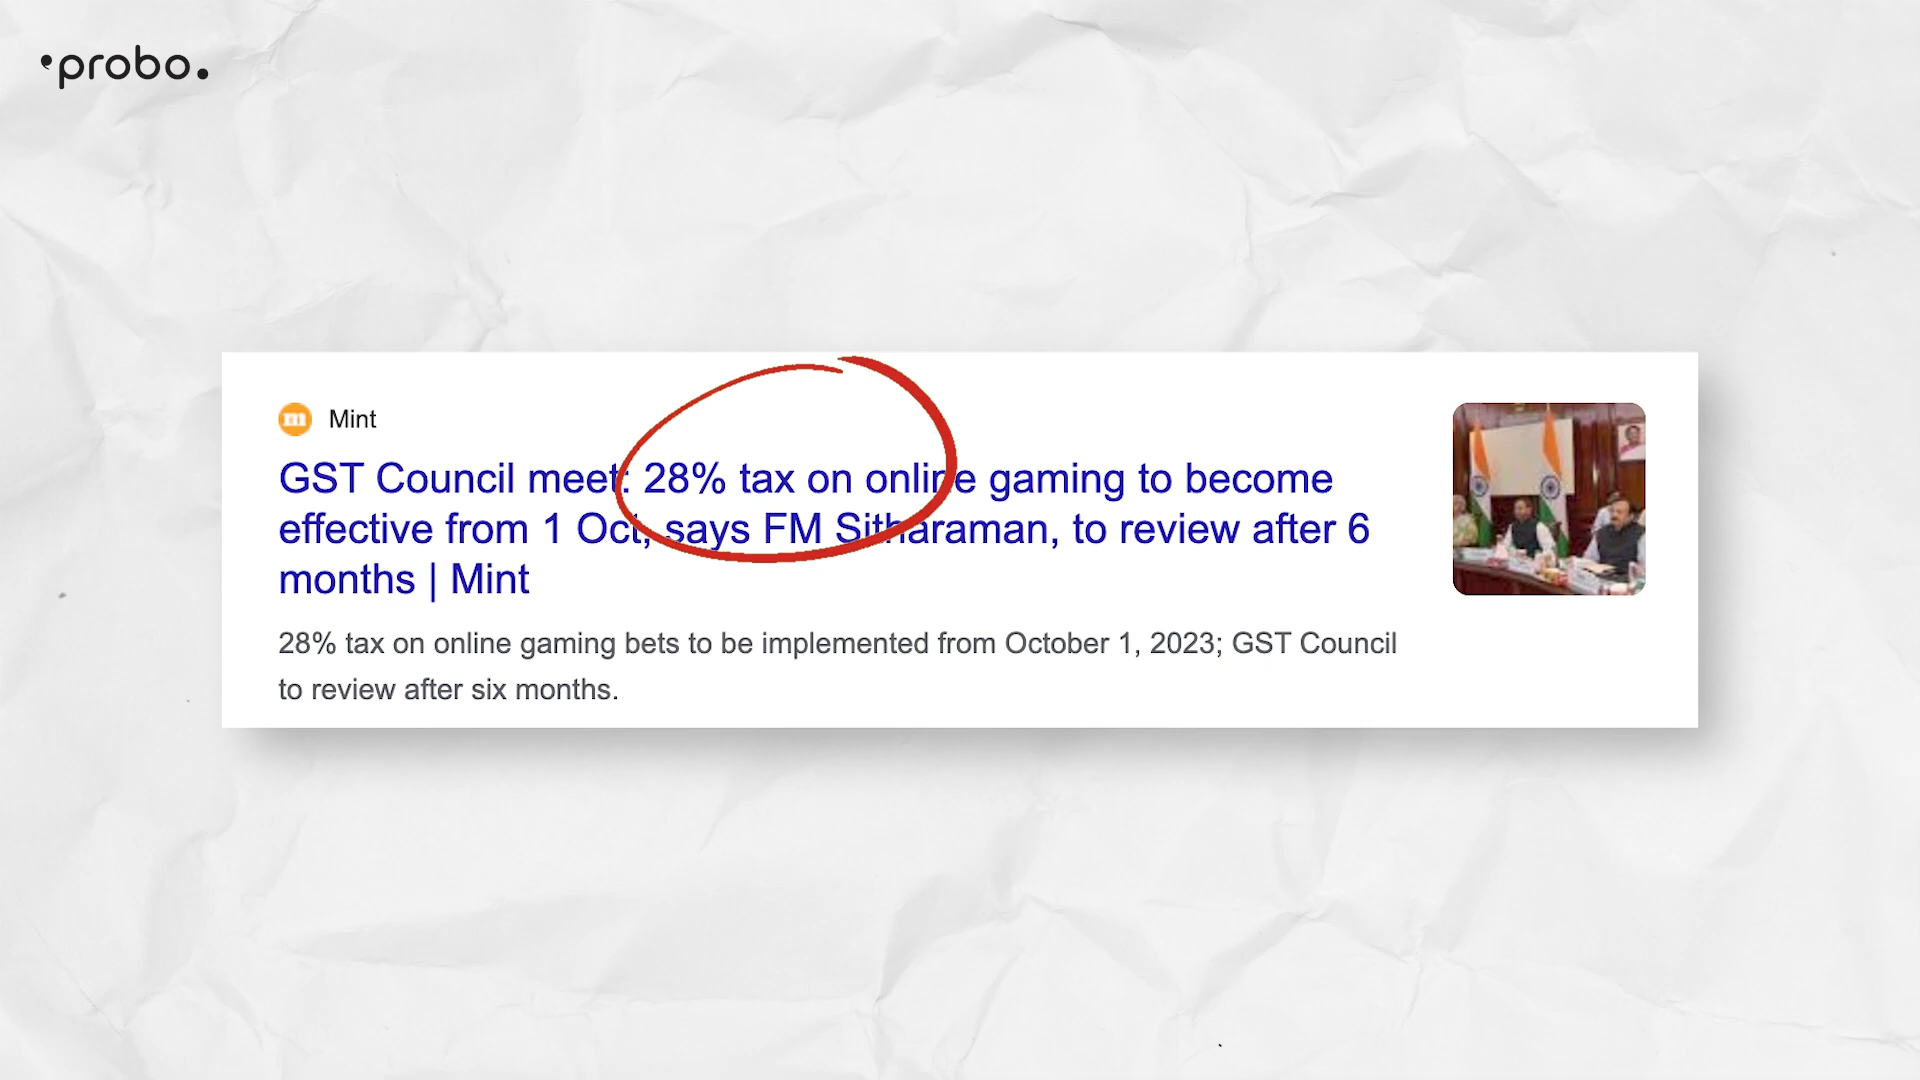 probo.
Mint
GST Council meet: 28% tax on online gaming to become
effective from 1 Oct, says FM Sitharaman, to review after 6
months | Mint
28% tax on online gaming bets to be implemented from October 1, 2023; GST Council
to review after six months.